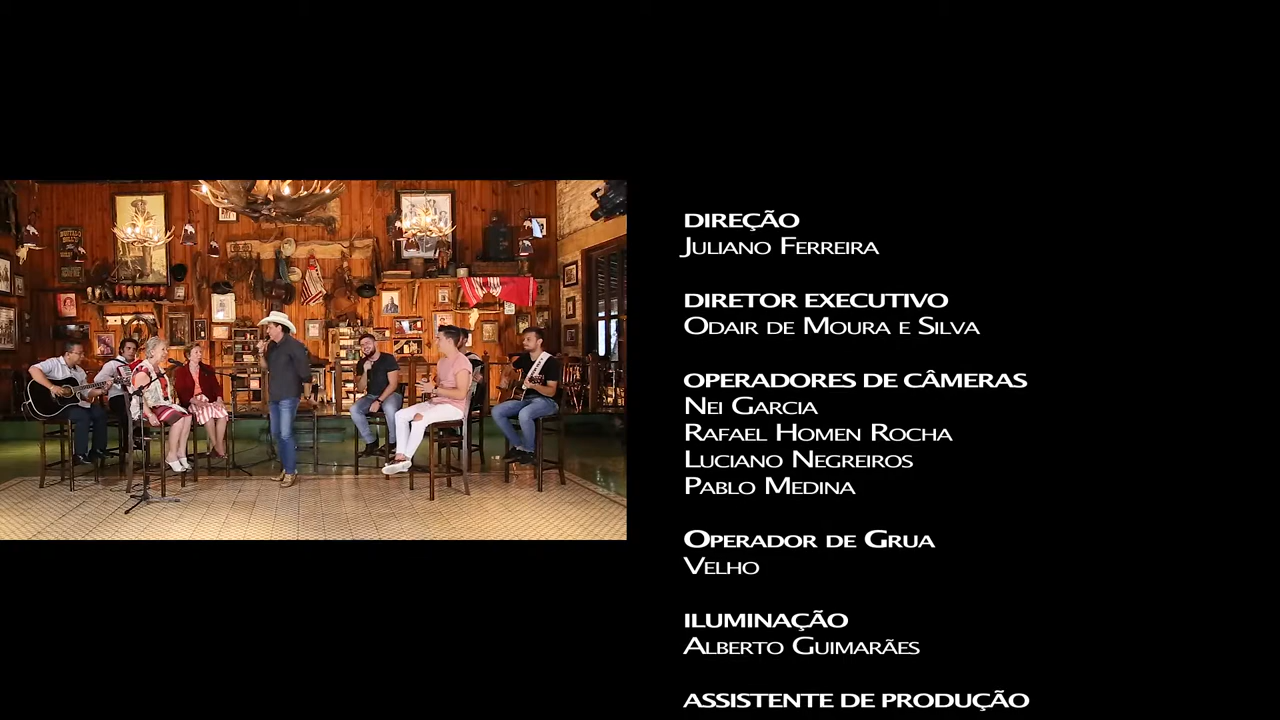 DIREÇÃO
JULIANO FERREIRA
DIRETOR EXECUTIVO
ODAIR DE MOURA E SILVA
OPERADORES DE CÂMERAS
NEI GARCIA
RAFAEL HOMEN ROCHA
LUCIANO NEGREIROS
PABLO MEDINA
OPERADOR DE GRUA
VELHO
ILUMINAÇÃO
ALBERTO GUIMARÃES
ASSISTENTE DE PRODUÇÃO